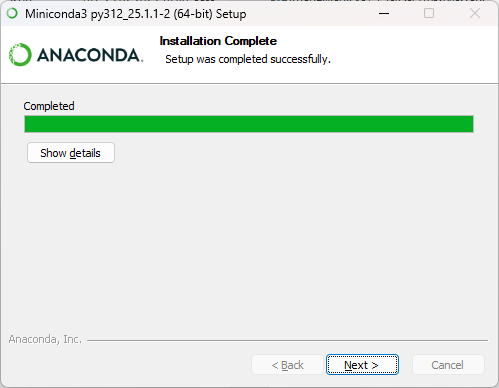 Miniconda3 py312_25.1.1-2 (64-bit) Setup
ANACONDA.
Installation Complete
Setup was completed successfully.
Completed
Show details
Anaconda, Inc.
< Back
Next >
Cancel